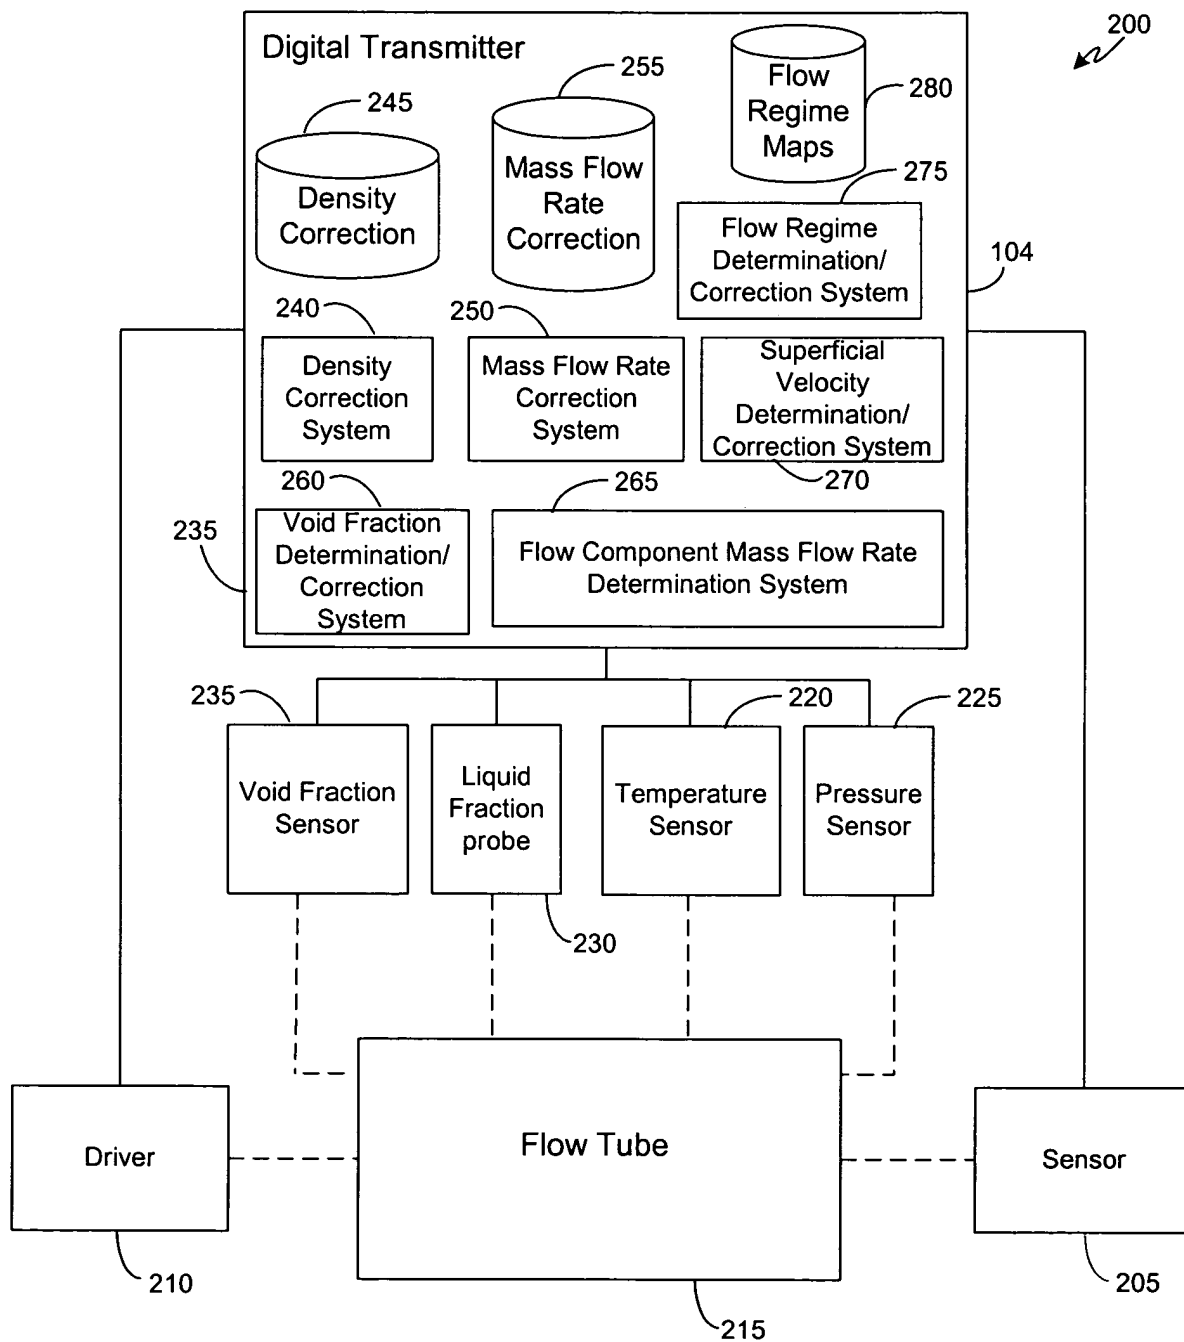 200
Digital Transmitter
255
Flow
Regime
Maps
280
245
Mass Flow
Rate
Correction
Density
Correction
275
Flow Regime
Determination/
Correction System
104
240
250
Density
Correction
System
Mass Flow Rate
Correction
System
Superficial
Velocity
Determination/
Correction System
260
265
270
235
Void Fraction
Determination/
Correction
System
Flow Component Mass Flow Rate
Determination System
235
220
225
Void Fraction
Sensor
Liquid
Fraction
probe
Temperature
Sensor
Pressure
Sensor
230
Driver
Flow Tube
Sensor
210
205
215